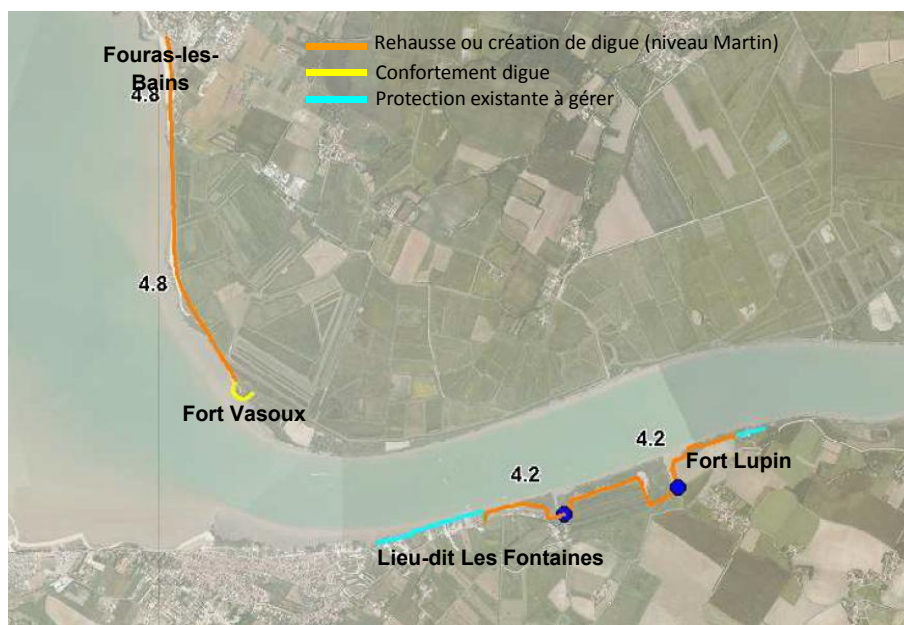 Fouras-les-
Bains
4.8
Rehausse ou création de digue (niveau Martin)
Confortement digue
Protection existante à gérer
4.8
Fort Vasoux
4.2
4.2
Fort Lupin
Lieu-dit Les Fontaines